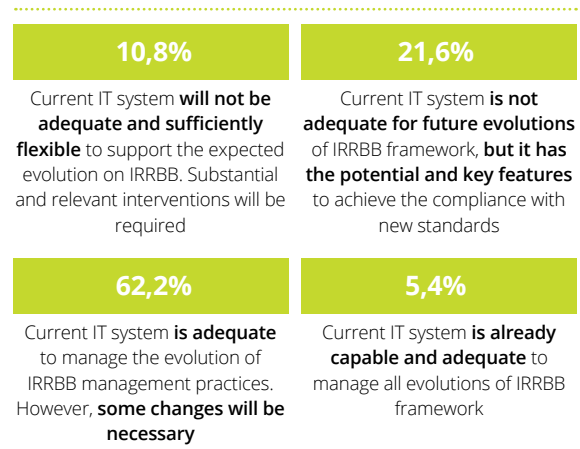 10,8%
Current IT system will not be
adequate and sufficiently
flexible to support the expected
evolution on IRRBB. Substantial
and relevant interventions will be
required
21,6%
Current IT system is not
adequate for future evolutions
of IRRBB framework, but it has
the potential and key features
to achieve the compliance with
new standards
62,2%
Current IT system is adequate
to manage the evolution of
IRRBB management practices.
However, some changes will be
necessary
5,4%
Current IT system is already
capable and adequate to
manage all evolutions of IRRBB
framework